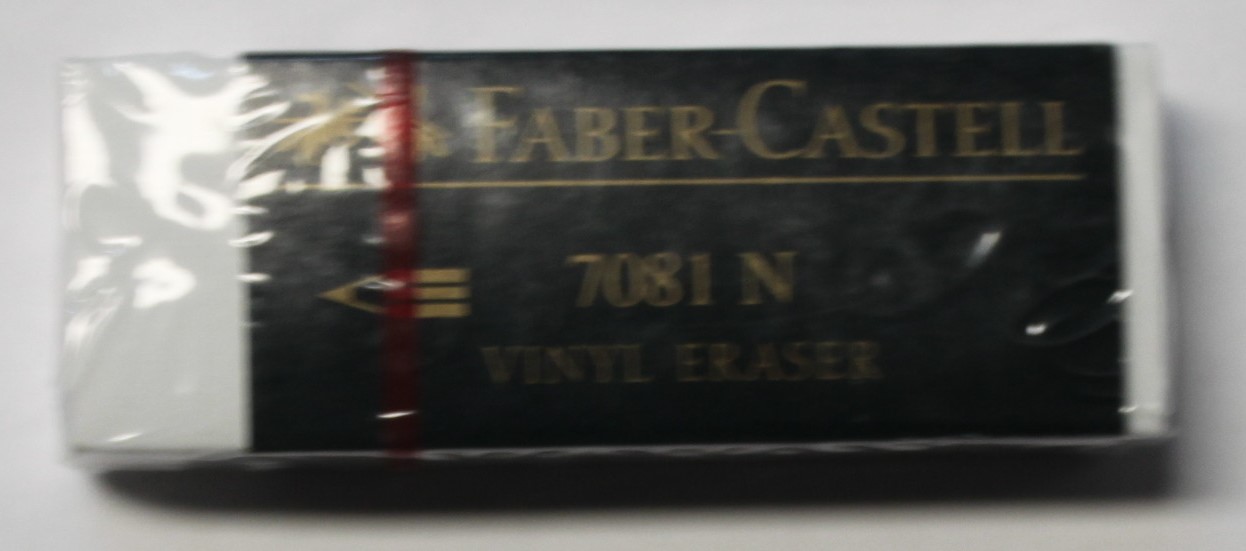 FABER-CASTELL
7081 N
VINYL ERASER